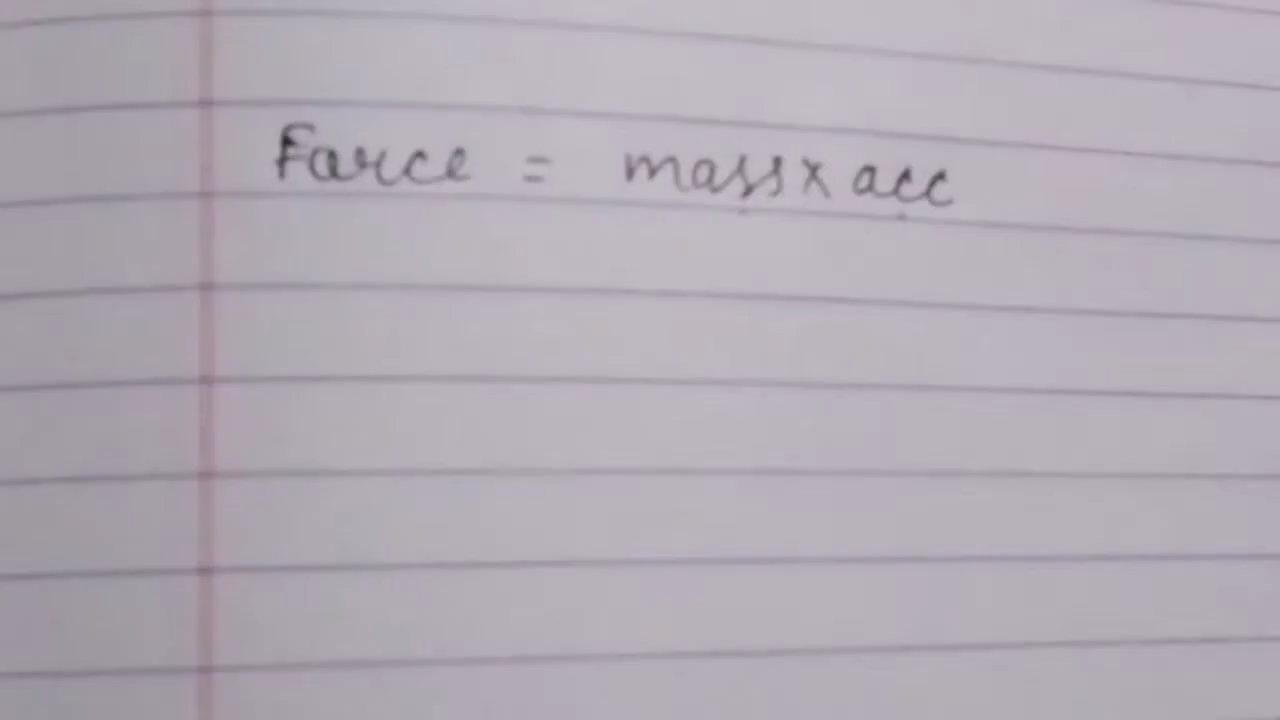 Force = mass x acc